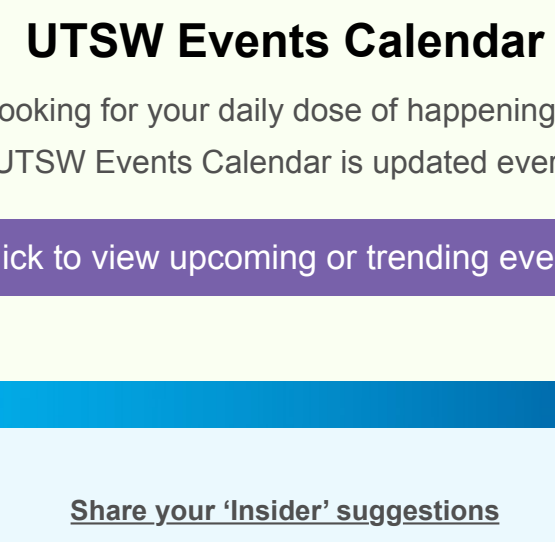 UTSW Events Calendar
ooking for your daily dose of happening
UTSW Events Calendar is updated ever
ick to view upcoming or trending eve
Share your ‘Insider’ suggestions